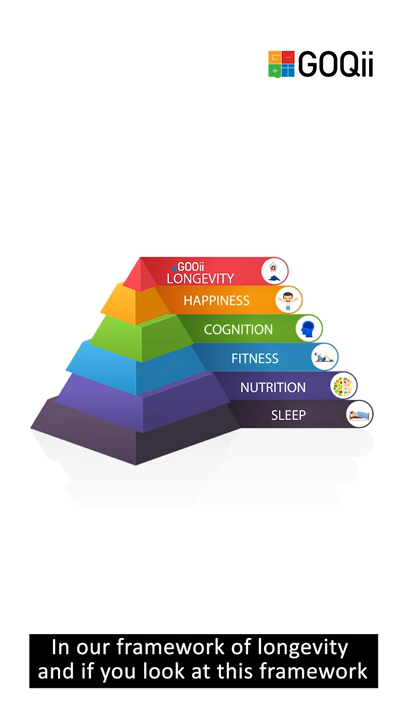 GOQii
GOQii
LONGEVITY
HAPPINESS
COGNITION
FITNESS
NUTRITION
SLEEP
In our framework of longevity
and if you look at this framework